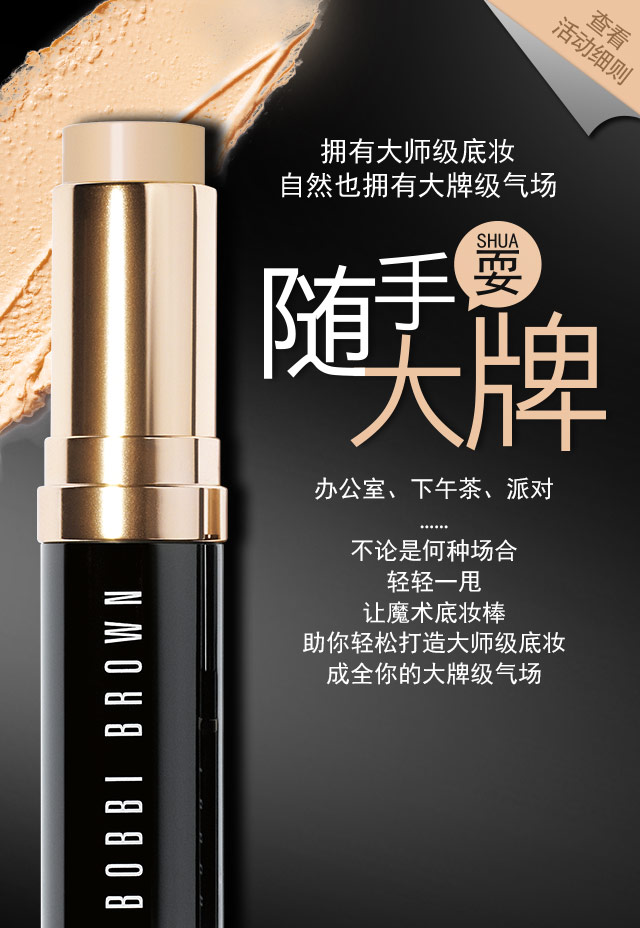 查看
活动细则
拥有大师级底妆
自然也拥有大牌级气场
SHUA
随手耍
大牌
办公室、下午茶、派对
……
不论是何种场合
轻轻一甩
让魔术底妆棒
助你轻松打造大师级底妆
成全你的大牌级气场
BOBBI BROWN